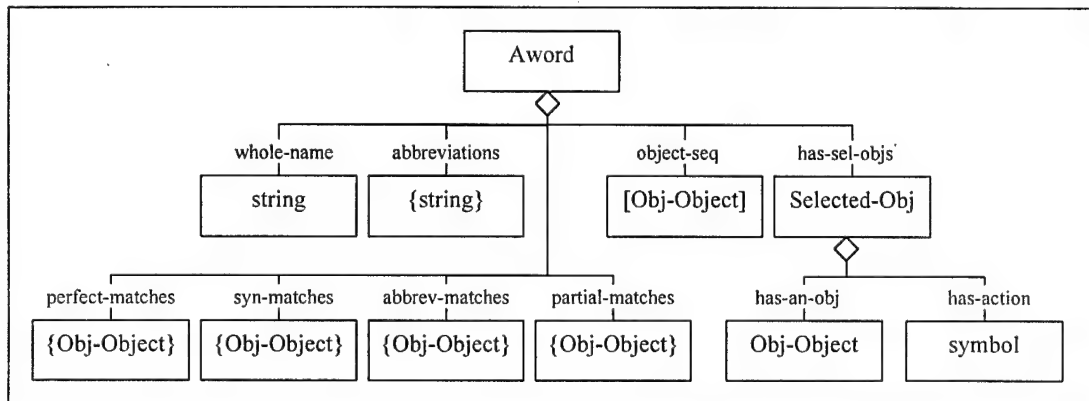 Aword
whole-name abbreviations object-seq has-sel-objs
string {string} [Obj-Object] Selected-Obj
perfect-matches syn-matches abbrev-matches partial-matches has-an-obj has-action
{Obj-Object} {Obj-Object} {Obj-Object} {Obj-Object} Obj-Object symbol